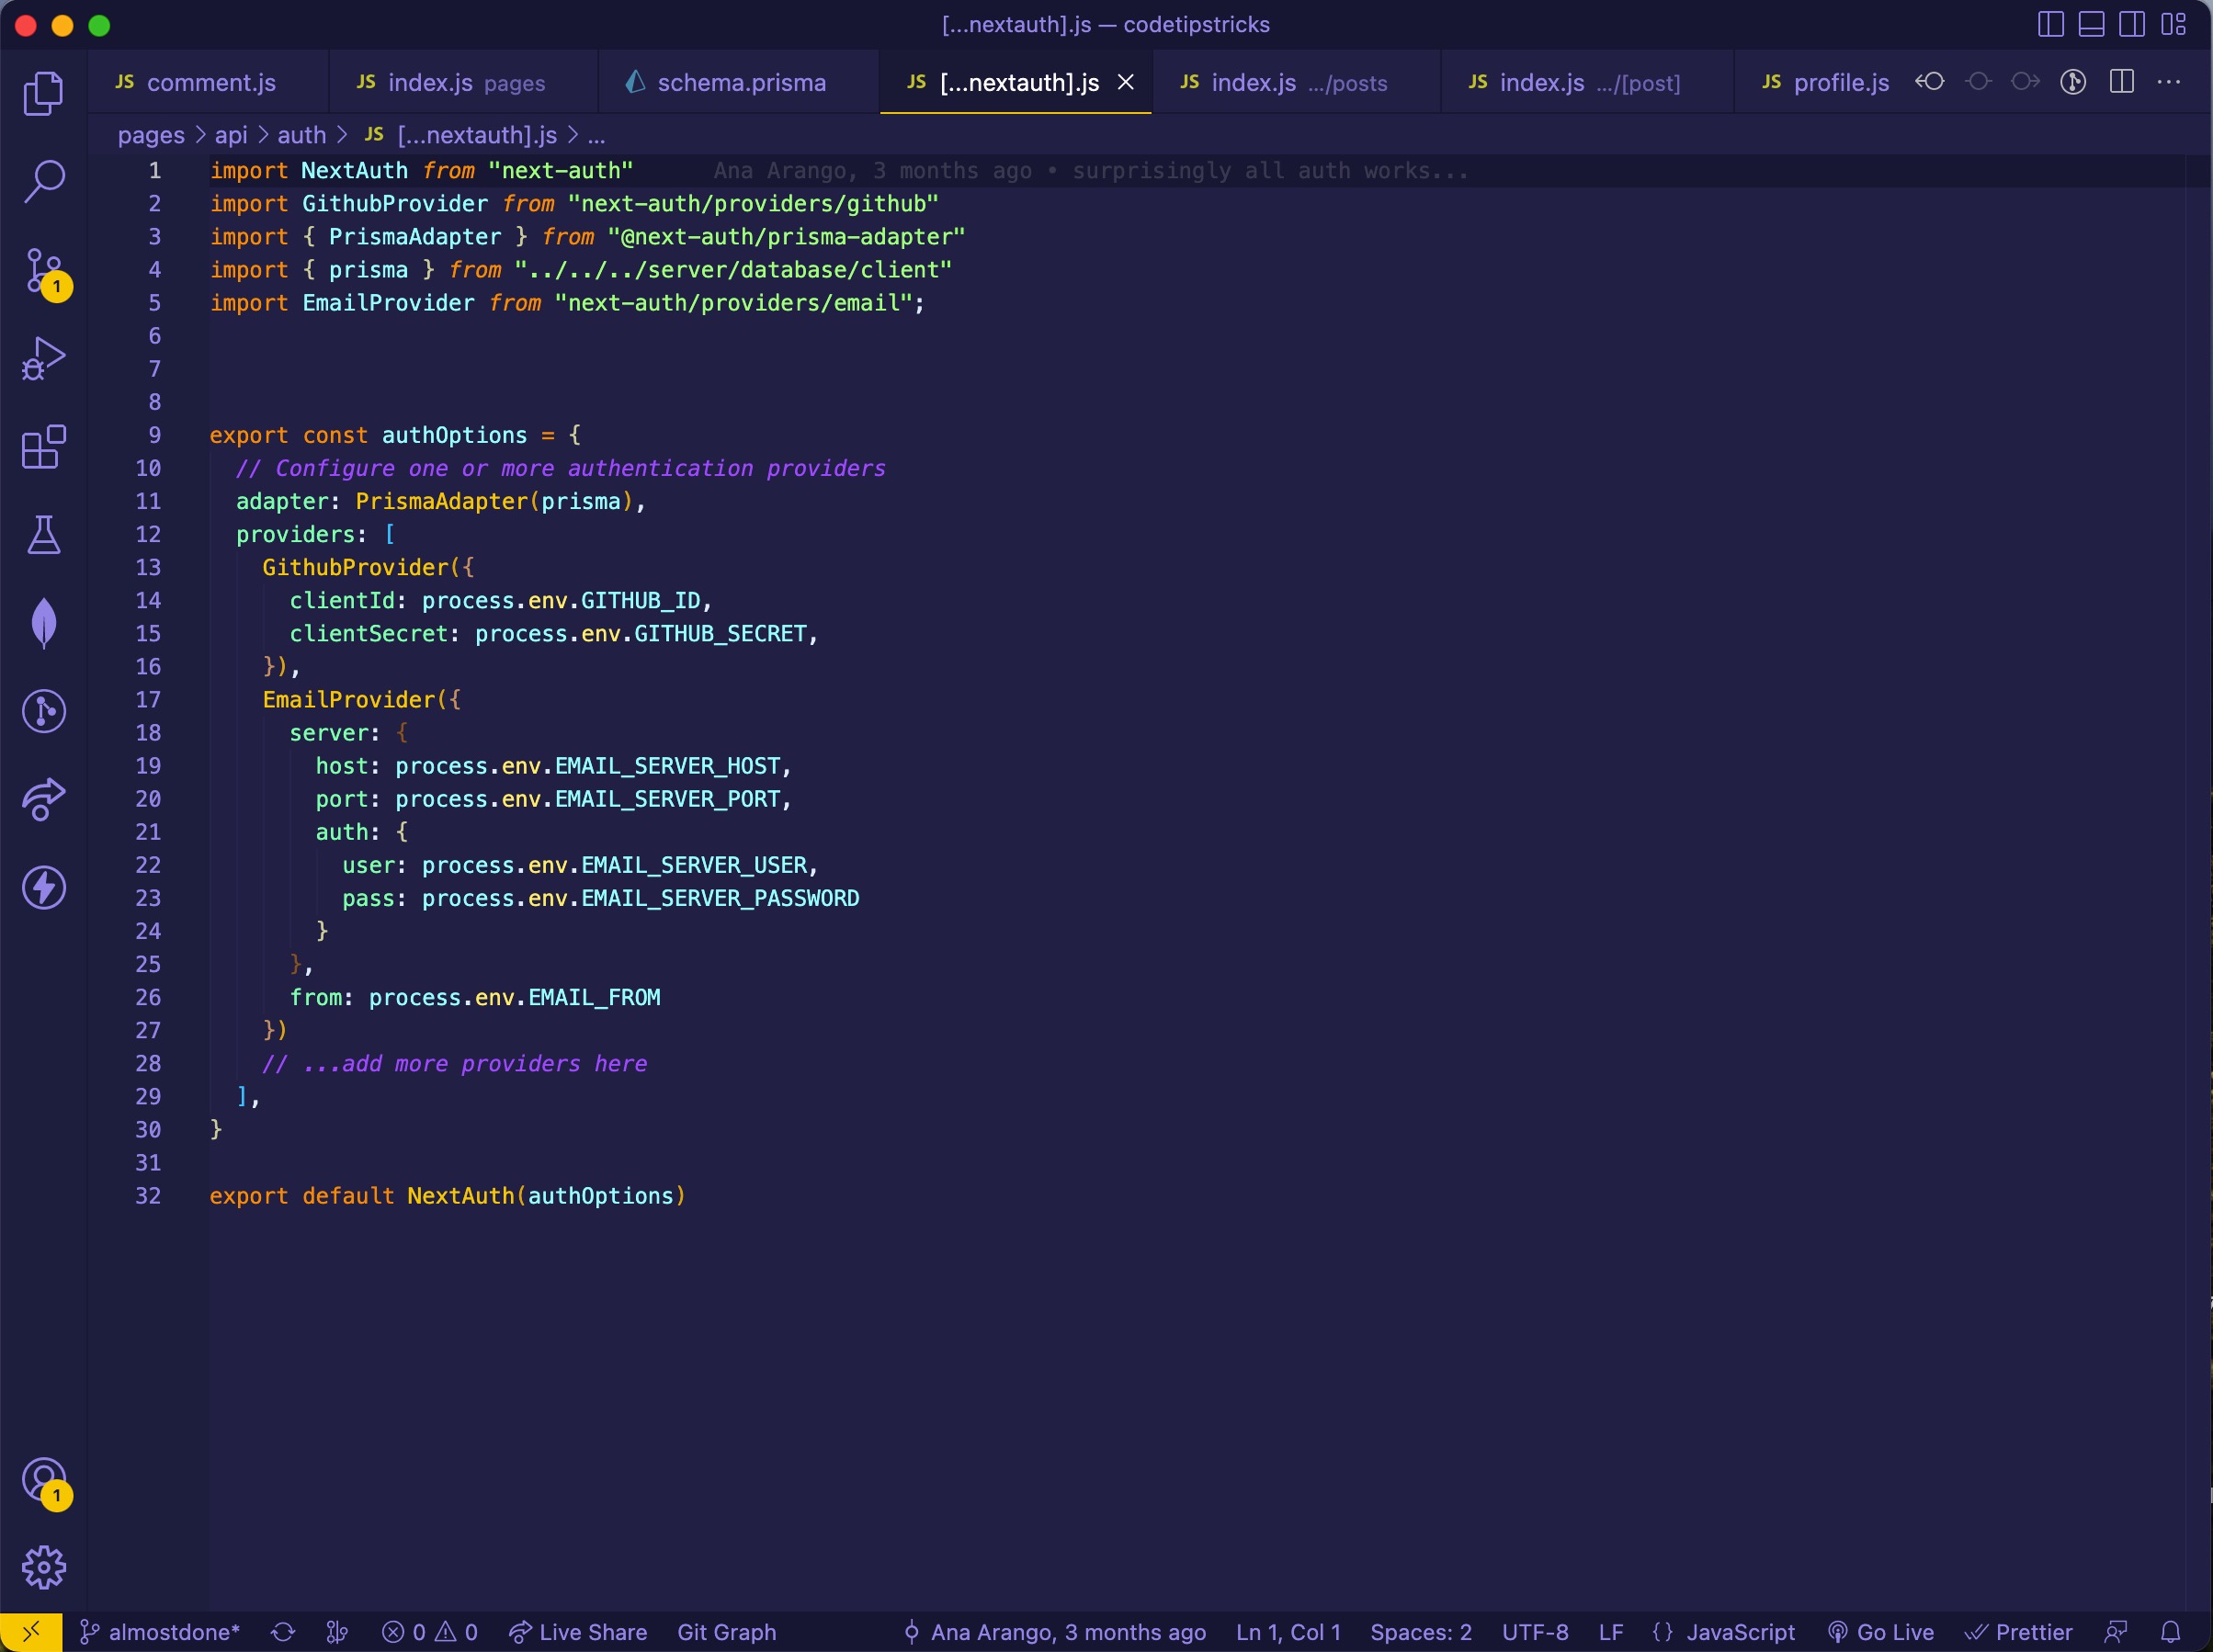 [...nextauth].js — codetipstricks
JS comment.js JS index.js pages schema.prisma JS [...nextauth].js JS index.js .../posts JS index.js .../[post] JS profile.js
pages > api > auth > JS [...nextauth].js > ...
1 import NextAuth from "next-auth" Ana Arango, 3 months ago • surprisingly all auth works...
2 import GithubProvider from "next-auth/providers/github"
3 import { PrismaAdapter } from "@next-auth/prisma-adapter"
4 import { prisma } from "../../../server/database/client"
5 import EmailProvider from "next-auth/providers/email";
6
7
8
9 export const authOptions = {
10 // Configure one or more authentication providers
11 adapter: PrismaAdapter(prisma),
12 providers: [
13 GithubProvider({
14 clientId: process.env.GITHUB_ID,
15 clientSecret: process.env.GITHUB_SECRET,
16 }),
17 EmailProvider({
18 server: {
19 host: process.env.EMAIL_SERVER_HOST,
20 port: process.env.EMAIL_SERVER_PORT,
21 auth: {
22 user: process.env.EMAIL_SERVER_USER,
23 pass: process.env.EMAIL_SERVER_PASSWORD
24 }
25 },
26 from: process.env.EMAIL_FROM
27 })
28 // ...add more providers here
29 ],
30 }
31
32 export default NextAuth(authOptions)
1
1
almostdone* 0 0 Live Share Git Graph Ana Arango, 3 months ago Ln 1, Col 1 Spaces: 2 UTF-8 LF {} JavaScript Go Live Prettier